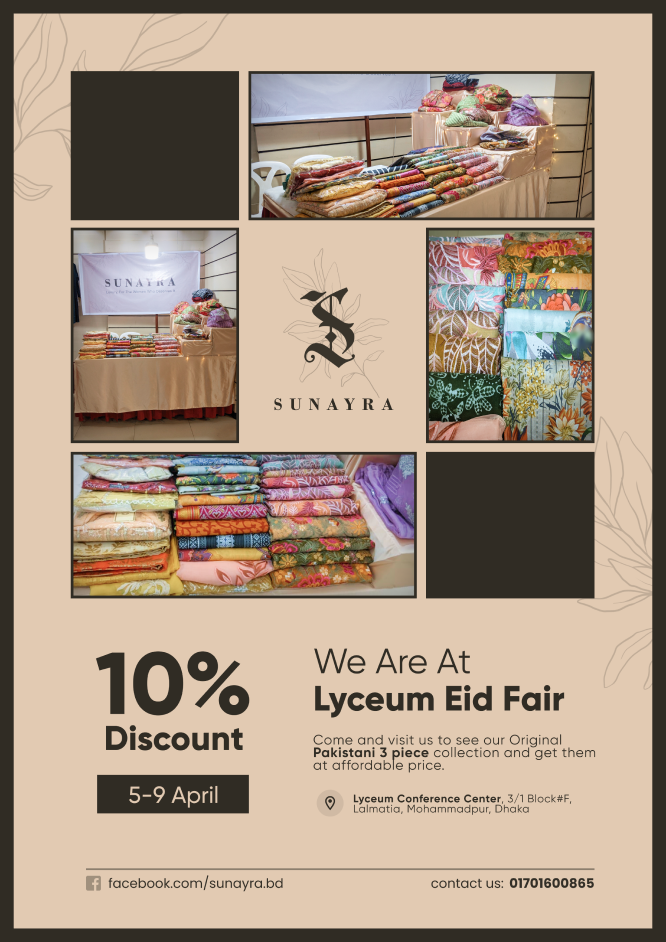 SUNAYRA
SUNAYRA
10%
Discount
5-9 April
We Are At
Lyceum Eid Fair
Come and visit us to see our Original
Pakistani 3 piece collection and get them
at affordable price.
Lyceum Conference Center, 3/1 Block#F,
Lalmatia, Mohammadpur, Dhaka
facebook.com/sunayra.bd
contact us: 01701600865